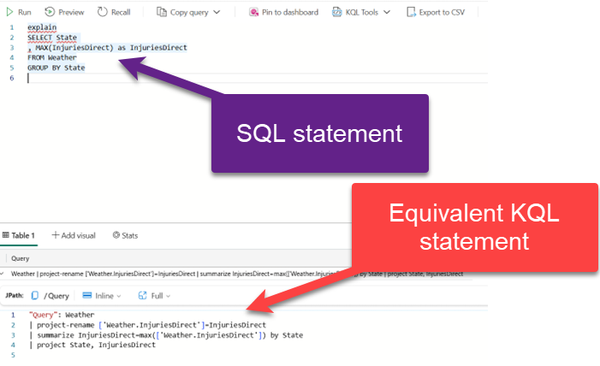 Run Preview Recall Copy query Pin to dashboard KQL Tools Export to CSV
1 explain
2 SELECT State
3 , MAX(InjuriesDirect) as InjuriesDirect
4 FROM Weather
5 GROUP BY State
6
SQL statement
Equivalent KQL
statement
Table 1 + Add visual Stats
Query
Weather | project-rename ['Weather.InjuriesDirect']=InjuriesDirect | summarize InjuriesDirect=max(['Weather.Inju by State | project State, InjuriesDirect
JPath: /Query Inline Full
1 "Query": Weather
2 | project-rename ['Weather.InjuriesDirect']=InjuriesDirect
3 | summarize InjuriesDirect=max(['Weather.InjuriesDirect']) by State
4 | project State, InjuriesDirect
5